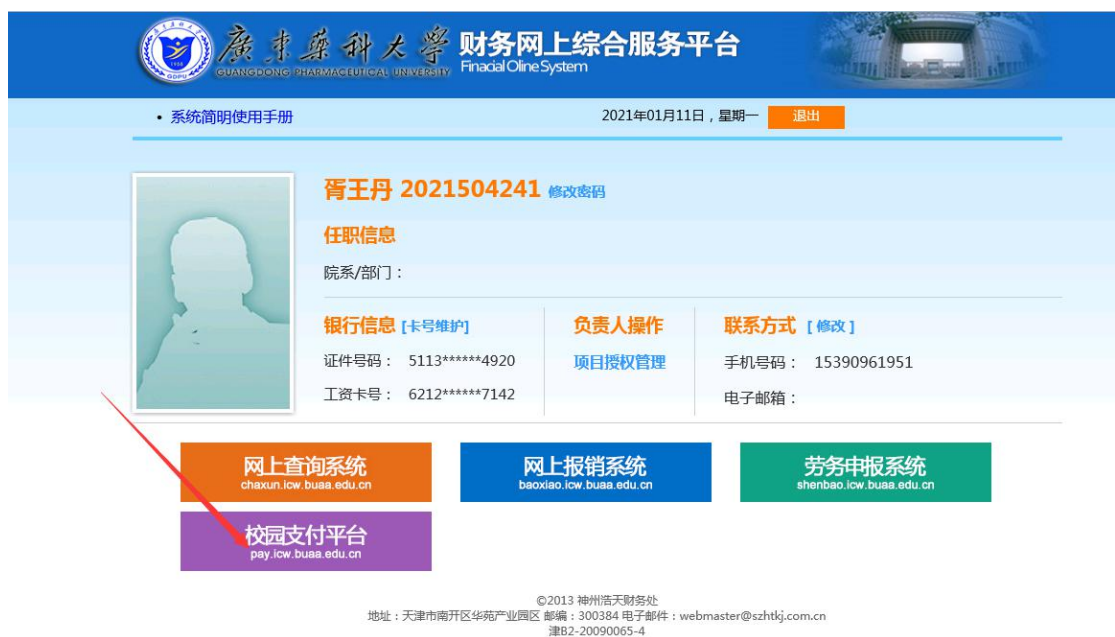 廣東藥科大學 财务网上综合服务平台
GUANGDONG PHARMACEUTICAL UNIVERSITY Finacial Oline System
1958
GDPU
• 系统简明使用手册 2021年01月11日，星期一 退出
胥王丹 2021504241 修改密码
任职信息
院系/部门：
银行信息 [卡号维护] 负责人操作 联系方式 [ 修改 ]
证件号码： 5113******4920 项目授权管理 手机号码： 15390961951
工资卡号： 6212******7142 电子邮箱：
网上查询系统 网上报销系统 劳务申报系统
chaxun.icw.buaa.edu.cn baoxiao.icw.buaa.edu.cn shenbao.icw.buaa.edu.cn
校园支付平台
pay.icw.buaa.edu.cn
©2013 神州浩天财务处
地址：天津市南开区华苑产业园区 邮编：300384 电子邮件：webmaster@szhtkj.com.cn
津B2-20090065-4